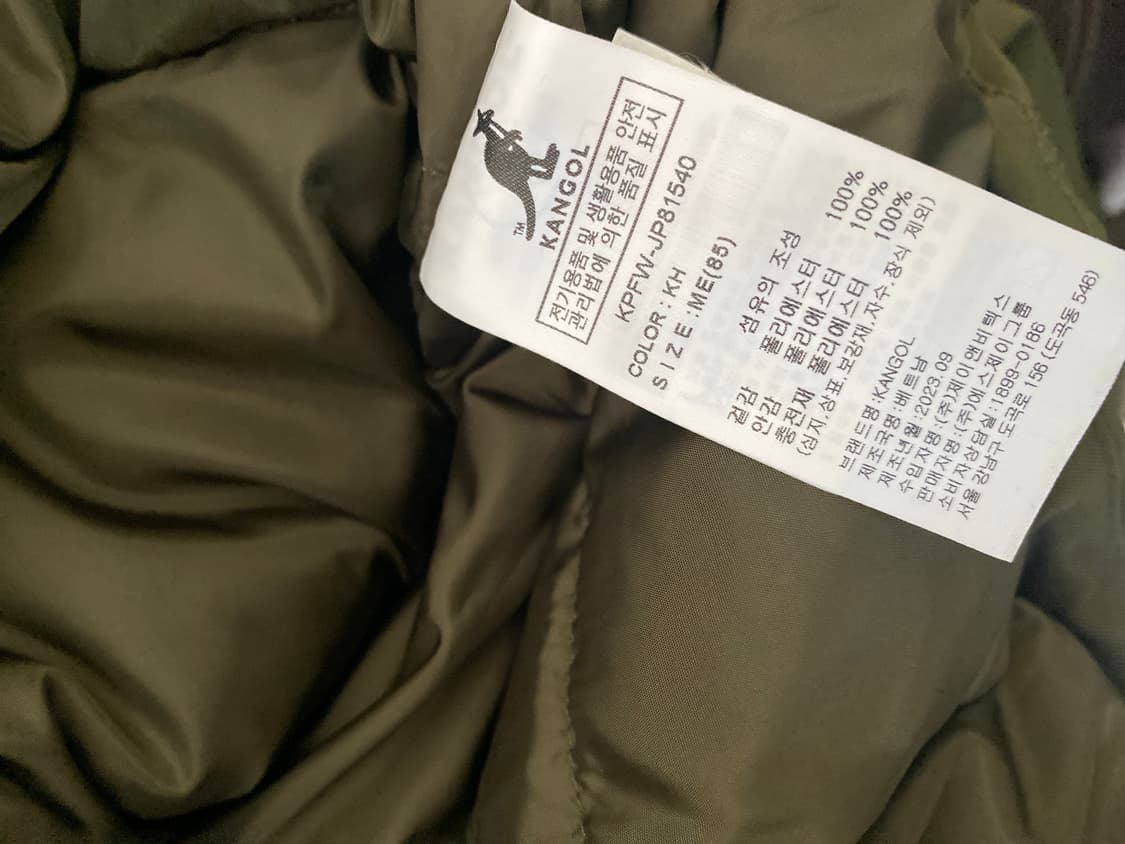 TM
KANGOL
전기용품 및 생활용품 안전
관리법에 의한 품질 표시
KPFW-JP81540
COLOR : KH
SIZE : ME(85)
섬유의 조성
겉감 폴리에스터 100%
안감 폴리에스터 100%
충전재 폴리에스터 100%
(심지.상표.보강재.자수.장식 제외)
브랜드명 :KANGOL
제조국명 :베트남
제조년월 :2023.09
수입자명 :(주)제이앤비텍스
판매자명 :(주)에스제이그룹
소비자상담실 :1899-0186
서울 강남구 도곡로 156 (도곡동 548)